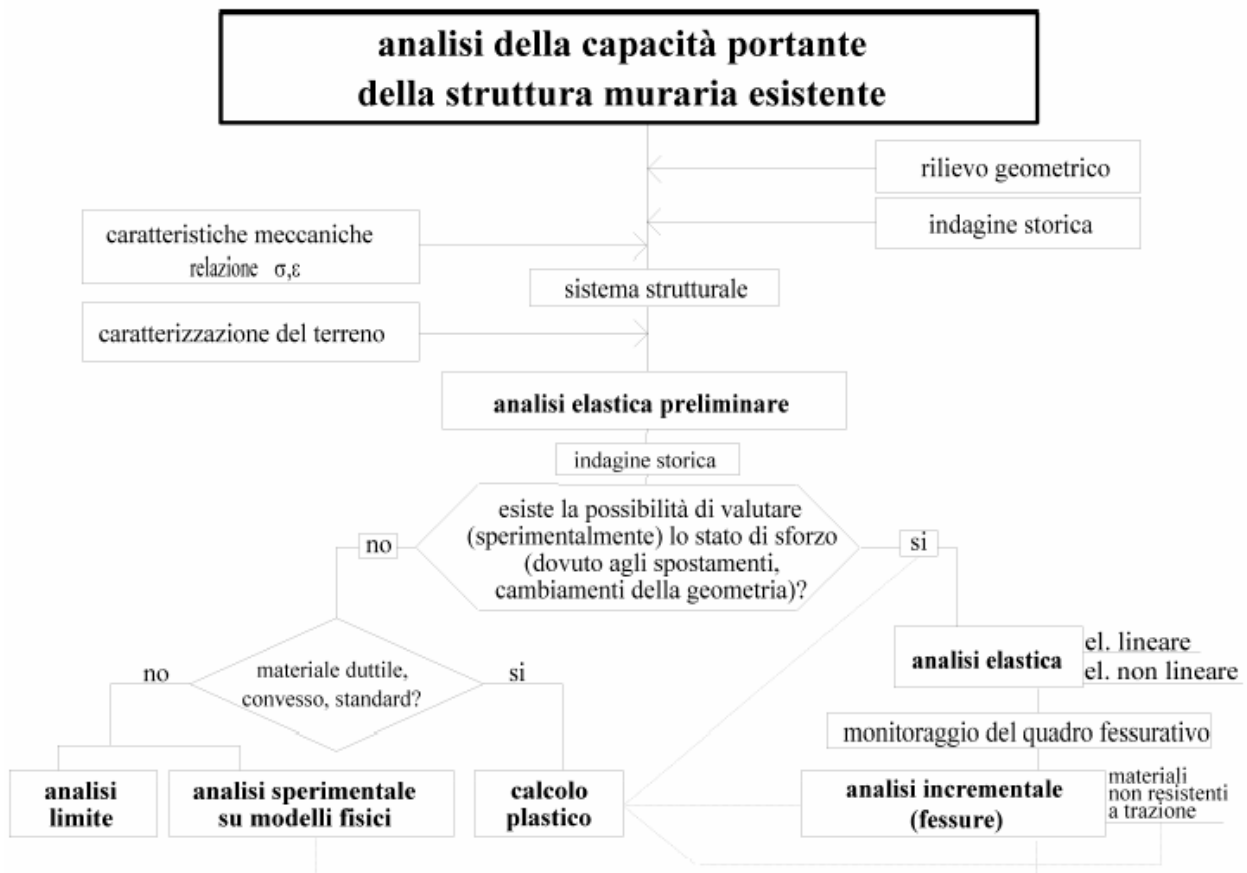 analisi della capacità portante
della struttura muraria esistente
rilievo geometrico
indagine storica
caratteristiche meccaniche
relazione σ,ε
sistema strutturale
caratterizzazione del terreno
analisi elastica preliminare
indagine storica
esiste la possibilità di valutare
(sperimentalmente) lo stato di sforzo
(dovuto agli spostamenti,
cambiamenti della geometria)?
no
si
materiale duttile,
convesso, standard?
no
si
analisi elastica
el. lineare
el. non lineare
monitoraggio del quadro fessurativo
analisi
limite
analisi sperimentale
su modelli fisici
calcolo
plastico
analisi incrementale
(fessure)
materiali
non resistenti
a trazione